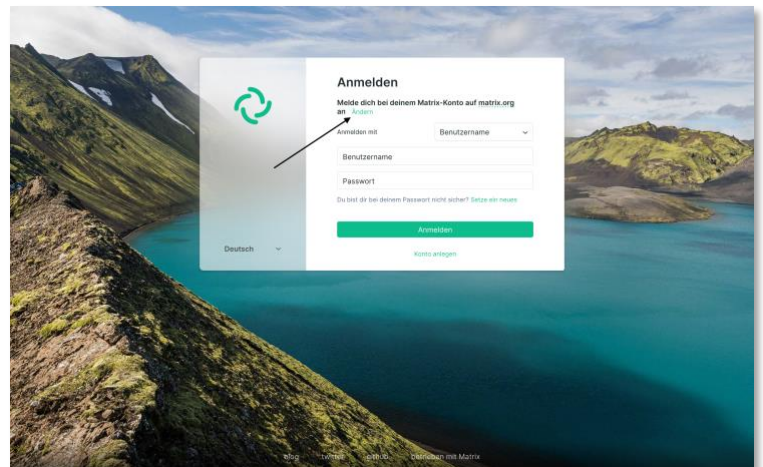 Anmelden
Melde dich bei deinem Matrix-Konto auf matrix.org
an Ändern
Anmelden mit Benutzername
Benutzername
Passwort
Du bist dir bei deinem Passwort nicht sicher? Setze ein neues
Anmelden
Deutsch
Konto anlegen
blog twitter github betrieben mit Matrix